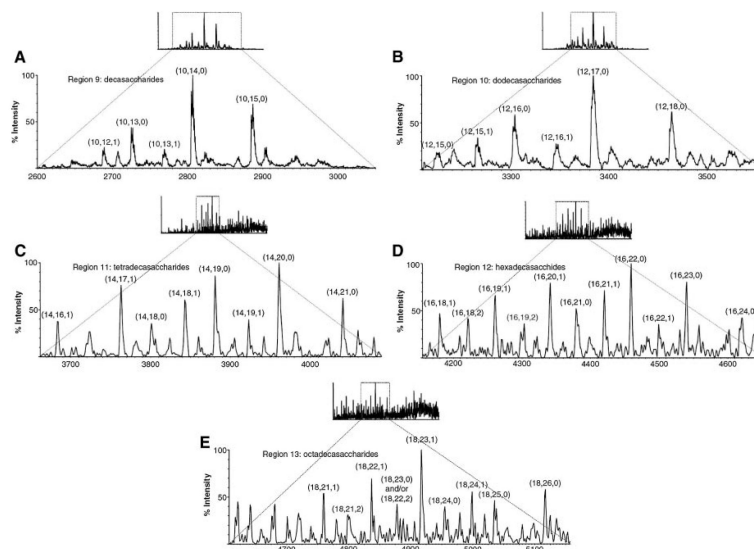 A
Region 9: decasaccharides
(10,14,0)
(10,15,0)
(10,13,0)
(10,12,1)
(10,13,1)
% Intensity
100
50
2600 2700 2800 2900 3000
B
Region 10: dodecasaccharides
(12,17,0)
(12,18,0)
(12,16,0)
(12,15,1)
(12,16,1)
(12,15,0)
% Intensity
100
50
3300 3400 3500
C
Region 11: tetradecasaccharides
(14,20,0)
(14,19,0)
(14,17,1)
(14,18,1)
(14,21,0)
(14,16,1)
(14,18,0)
(14,19,1)
% Intensity
100
50
3700 3800 3900 4000
D
Region 12: hexadecasacchides
(16,22,0)
(16,20,1)
(16,23,0)
(16,19,1)
(16,21,1)
(16,21,0)
(16,18,1)
(16,18,2)
(16,19,2)
(16,22,1)
(16,24,0)
% Intensity
100
50
4200 4300 4400 4500 4600
E
Region 13: octadecasaccharides
(18,23,1)
(18,22,1)
(18,23,0)
and/or
(18,22,2)
(18,21,1)
(18,24,1)
(18,26,0)
(18,25,0)
(18,21,2)
(18,24,0)
% Intensity
100
50
4700 4800 4900 5000 5100